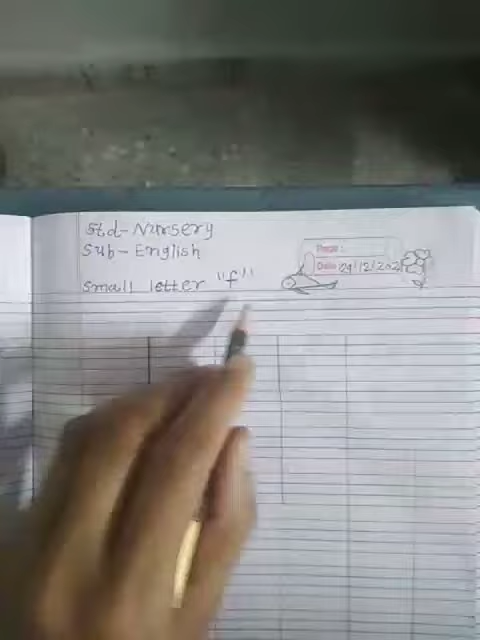 Std-Nursery
Sub-English
Page:
Date 09/12/202
small letter "f"